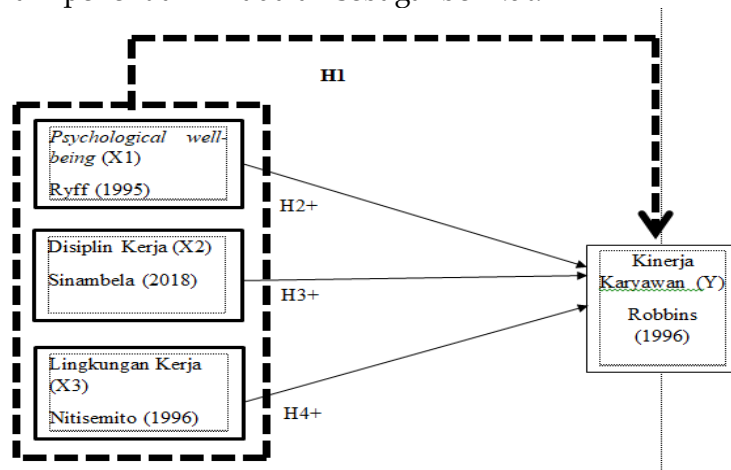 H1
Psychological well-
being (X1)
Ryff (1995)
H2+
Disiplin Kerja (X2)
Sinambela (2018)
H3+
Kinerja
Karyawan (Y)
Robbins
(1996)
Lingkungan Kerja
(X3)
Nitisemito (1996)
H4+